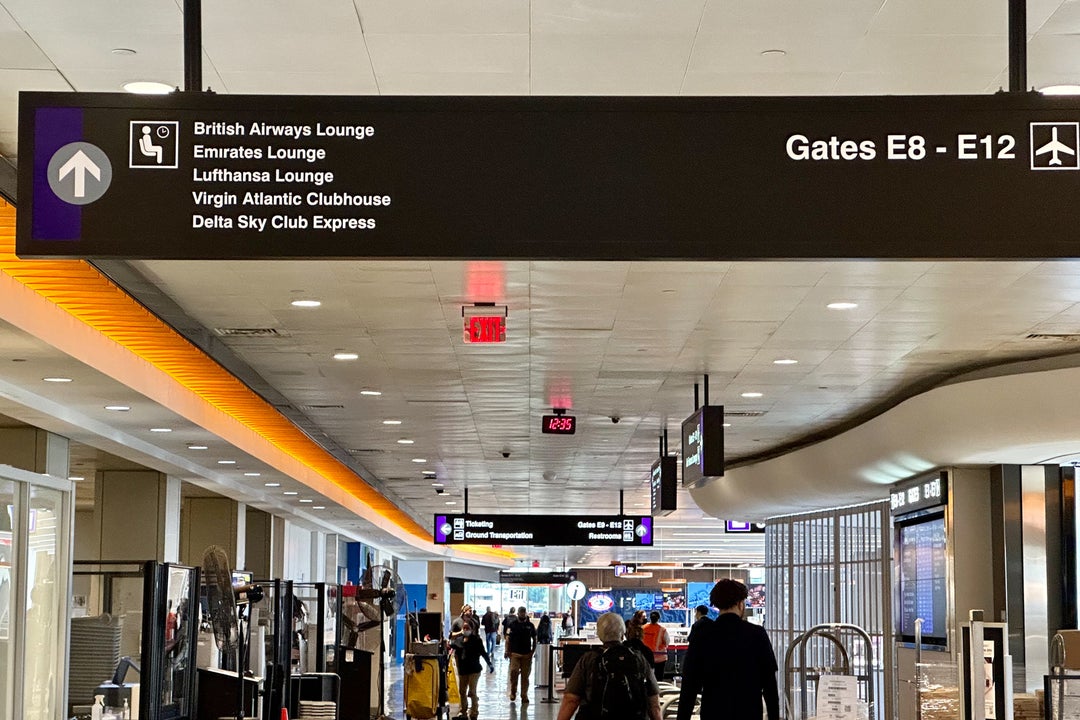 British Airways Lounge
Emirates Lounge
Lufthansa Lounge
Virgin Atlantic Clubhouse
Delta Sky Club Express
Gates E8 - E12
EXIT
12:35
Ticketing
Ground Transportation
Gates E9 - E12
Restrooms